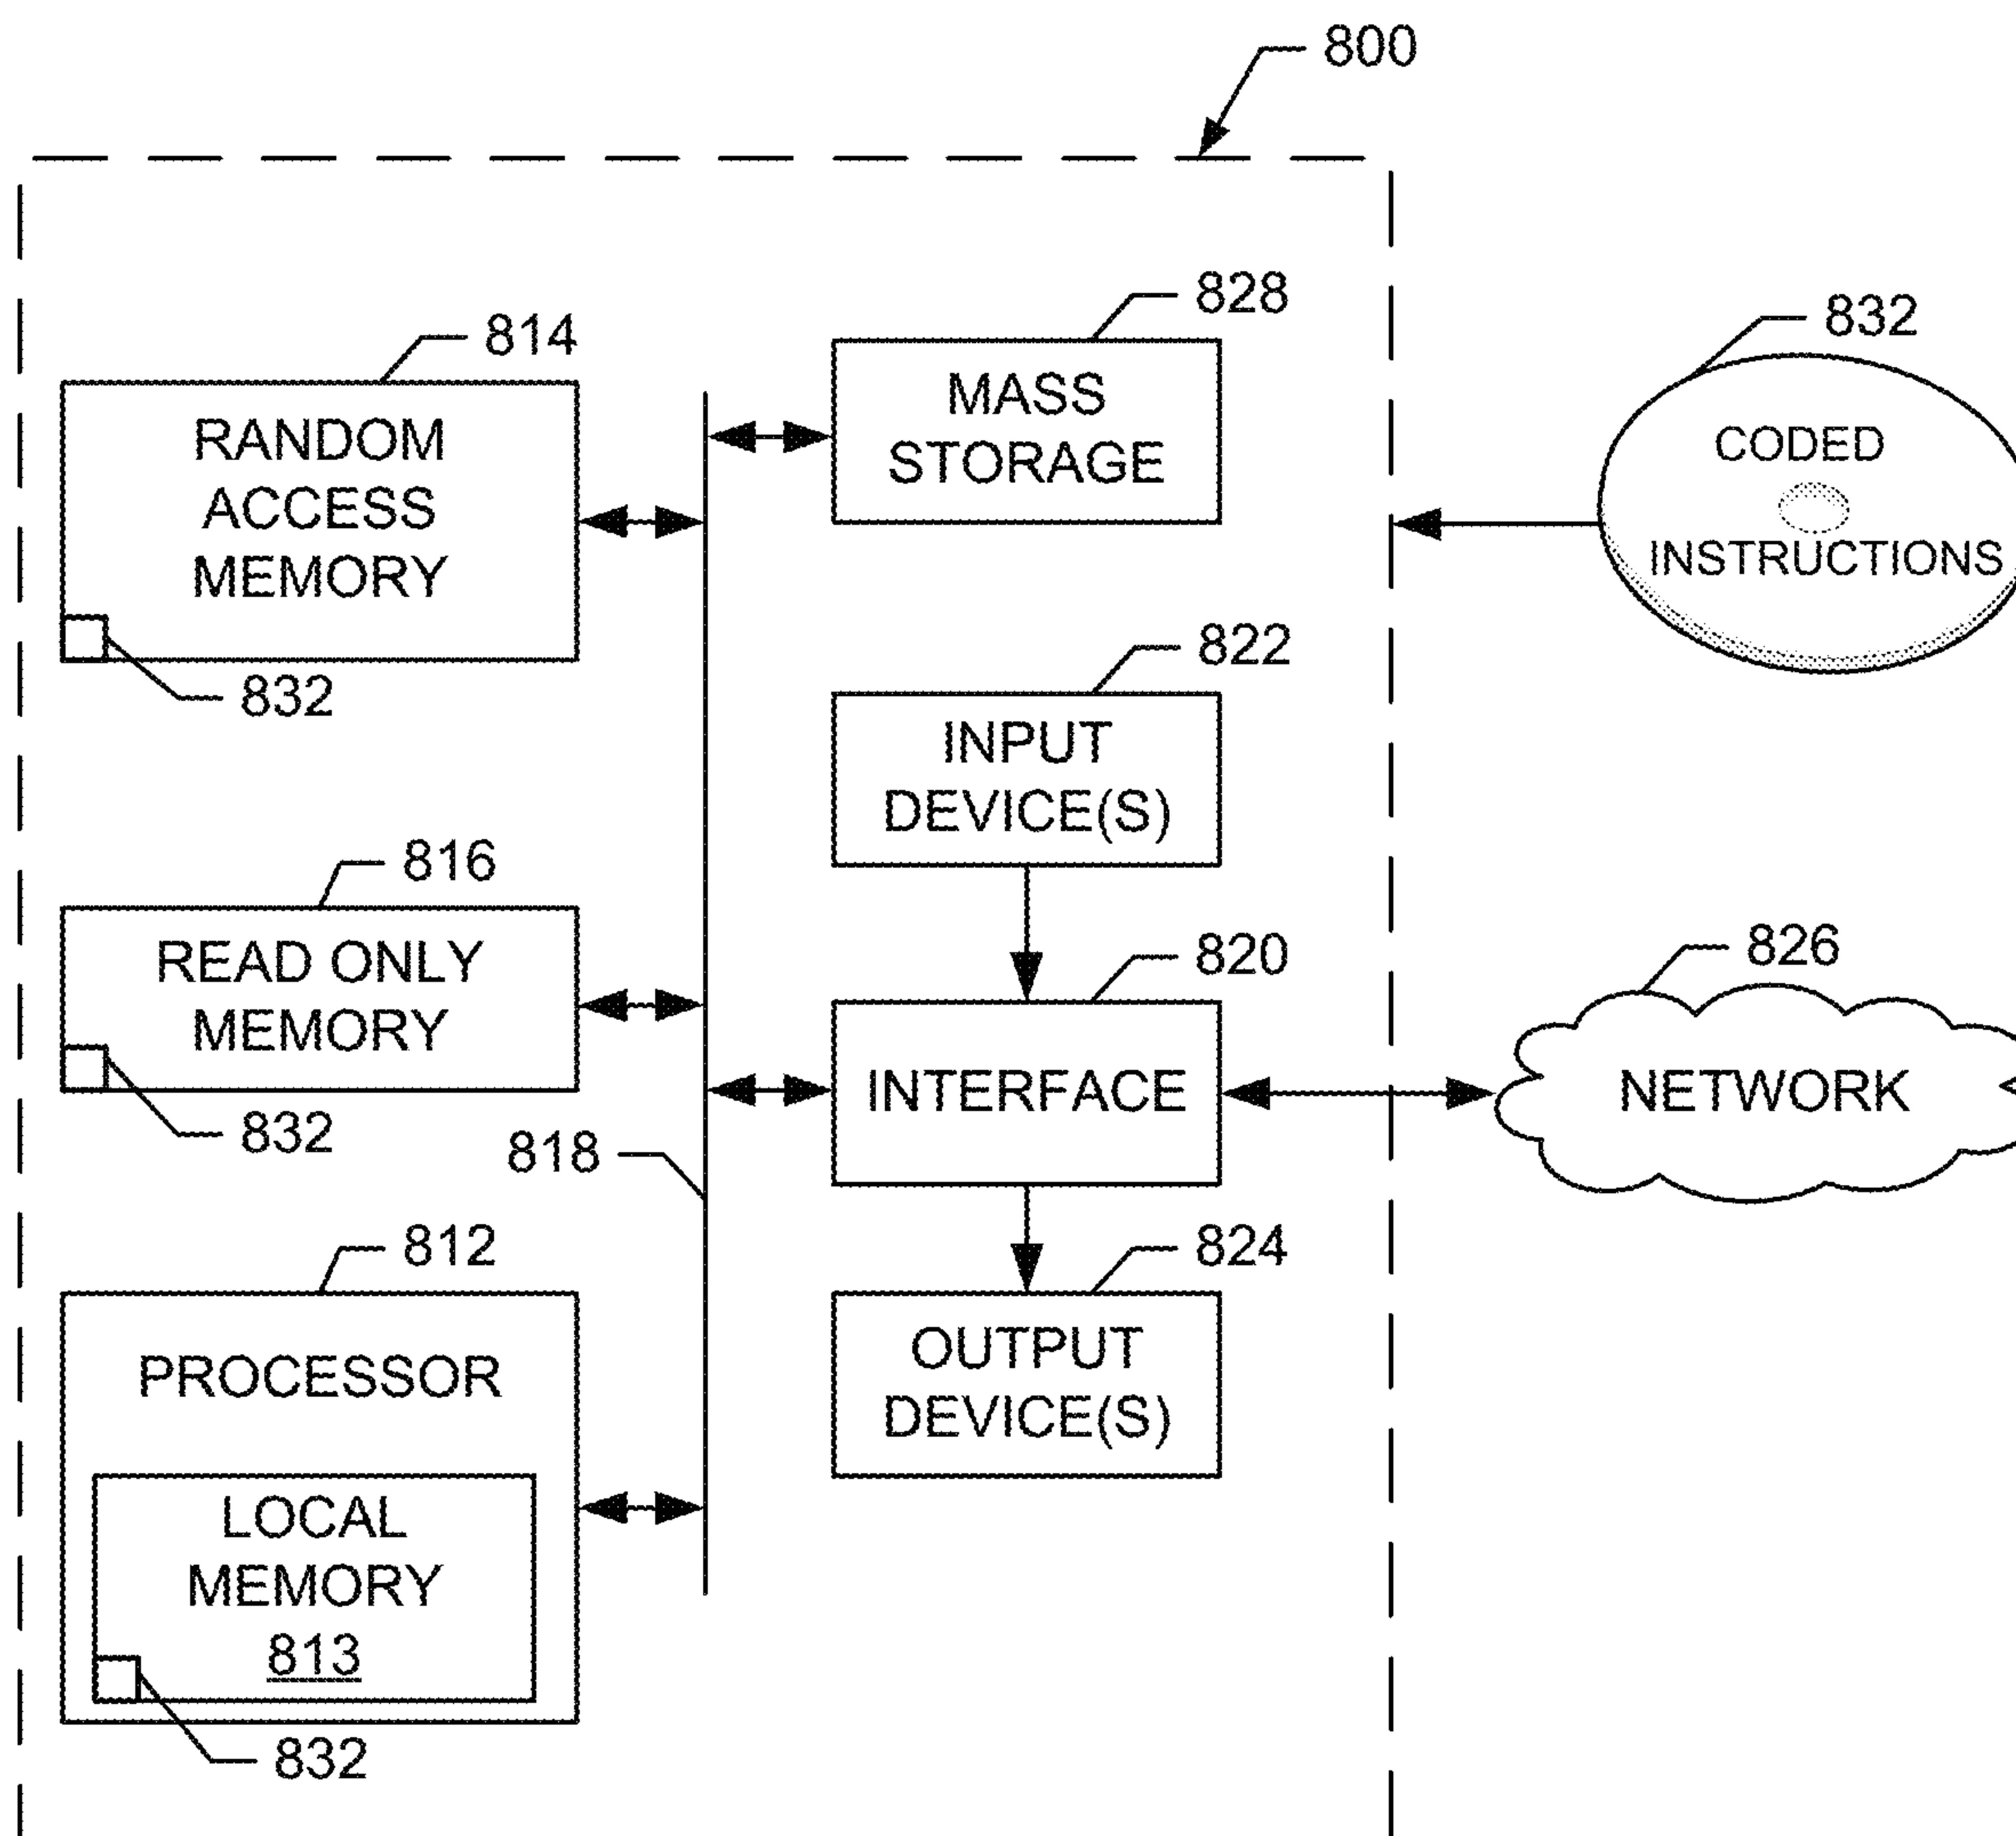 800
828
814
832
MASS
STORAGE
RANDOM
ACCESS
MEMORY
CODED
INSTRUCTIONS
832
822
INPUT
DEVICE(S)
816
READ ONLY
MEMORY
820
826
INTERFACE
NETWORK
832
818
812
824
PROCESSOR
OUTPUT
DEVICE(S)
LOCAL
MEMORY
813
832